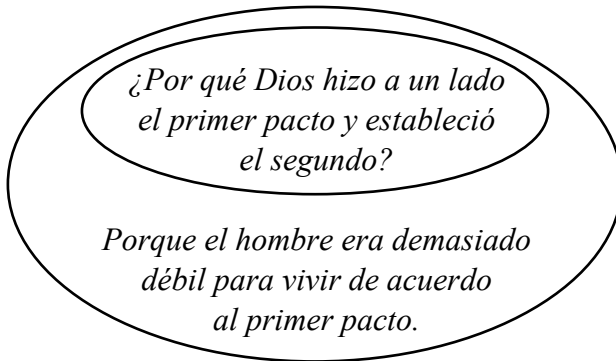 ¿Por qué Dios hizo a un lado
el primer pacto y estableció
el segundo?
Porque el hombre era demasiado
débil para vivir de acuerdo
al primer pacto.